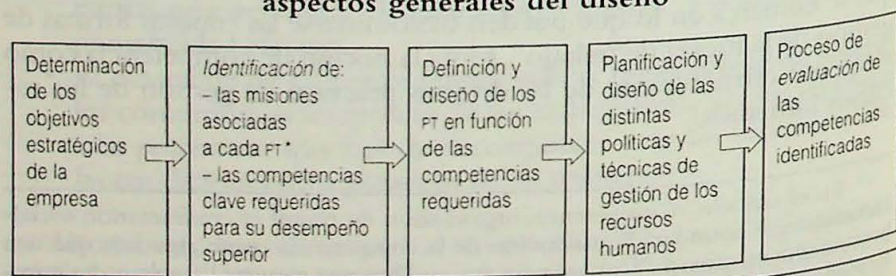 aspectos generales del diseño
Determinación
de los
objetivos
estratégicos
de la
empresa
Identificación de:
– las misiones
asociadas
a cada PT*
– las competencias
clave requeridas
para su desempeño
superior
Definición y
diseño de los
PT en función
de las
competencias
requeridas
Planificación y
diseño de las
distintas
políticas y
técnicas de
gestión de los
recursos
humanos
Proceso de
evaluación de
las
competencias
identificadas